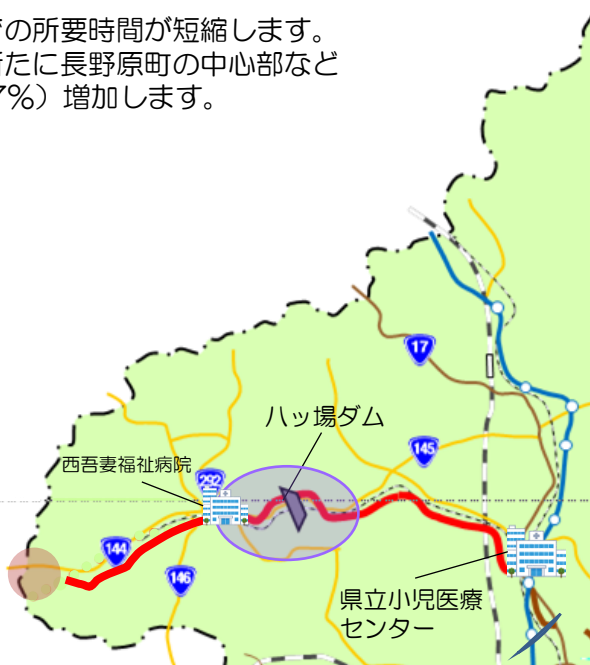 の所要時間が短縮します。
たに長野原町の中心部など
7%）増加します。
17
八ッ場ダム
145
西吾妻福祉病院
292
144
146
県立小児医療
センター